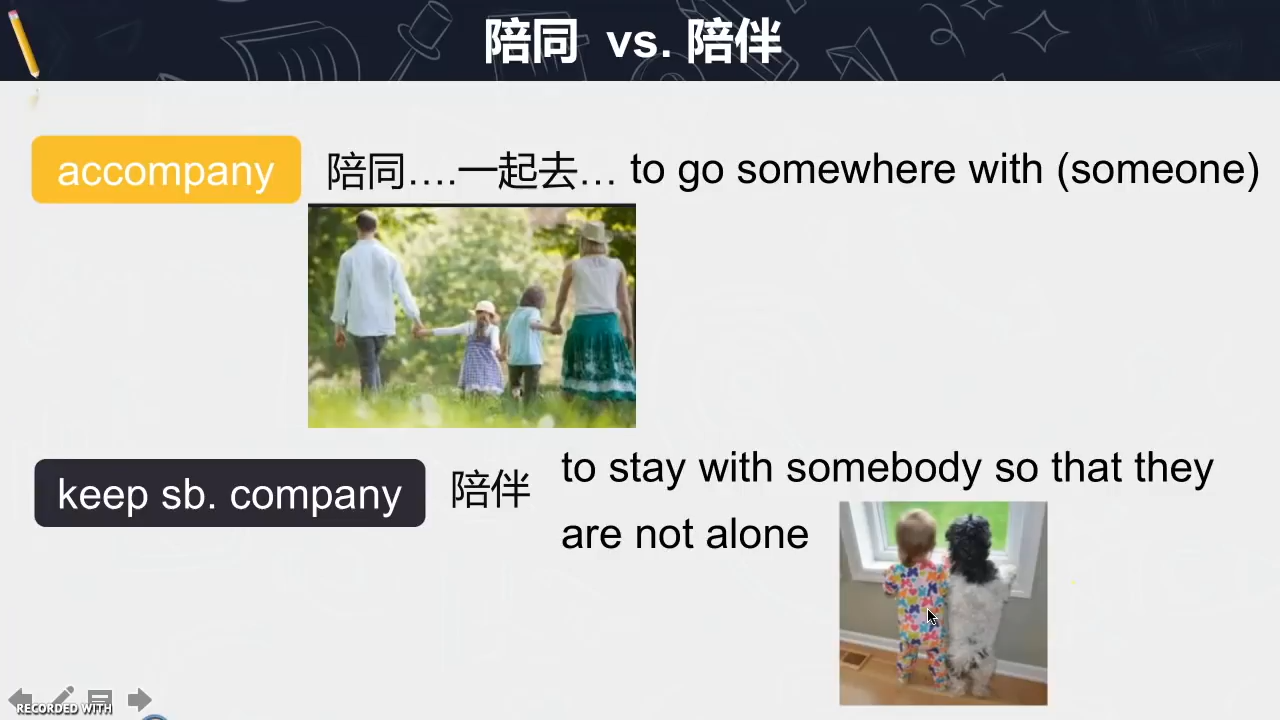 陪同 vs. 陪伴
accompany 陪同….一起去… to go somewhere with (someone)
keep sb. company 陪伴 to stay with somebody so that they
are not alone
RECORDED WITH